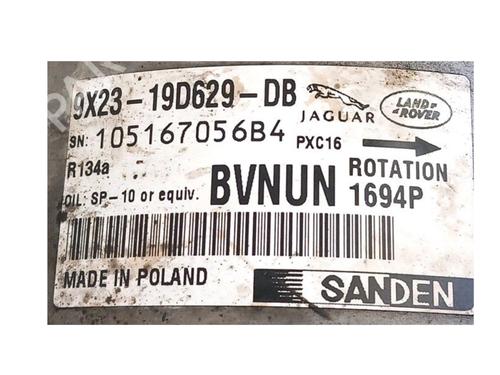 9X23-19D629-DB
JAGUAR
LAND-
ROVER
SN: 105167056B4
PXC16
R134a
ROTATION
OIL: SP-10 or equiv.
BVNUN
1694P
MADE IN POLAND
SANDEN